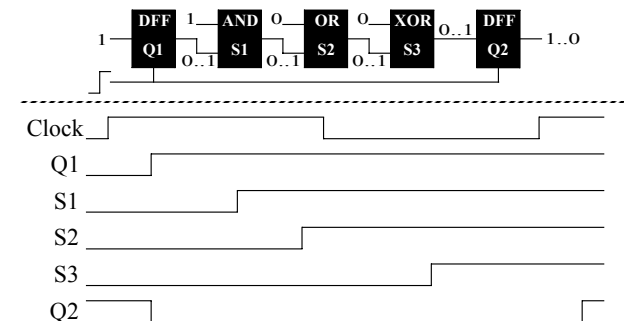 DFF 1 AND 0 OR 0 XOR 0..1 DFF
1 Q1 0..1 S1 0..1 S2 0..1 S3 Q2 1..0
Clock
Q1
S1
S2
S3
Q2